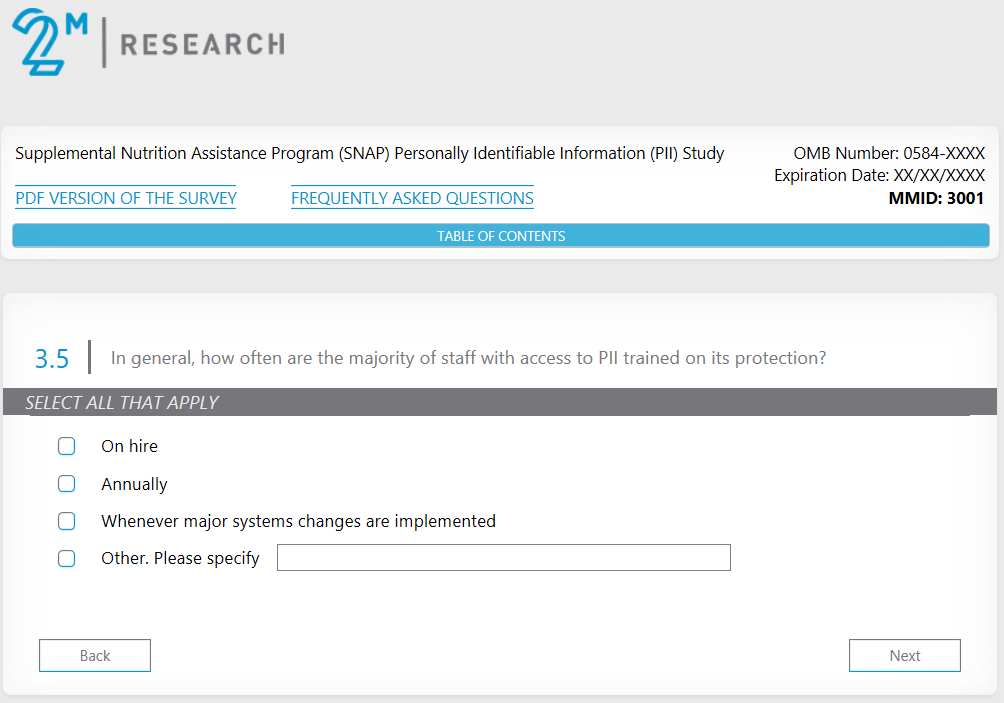 2M RESEARCH
Supplemental Nutrition Assistance Program (SNAP) Personally Identifiable Information (PII) Study
OMB Number: 0584-XXXX
Expiration Date: XX/XX/XXXX
PDF VERSION OF THE SURVEY
FREQUENTLY ASKED QUESTIONS
MMID: 3001
TABLE OF CONTENTS
3.5 In general, how often are the majority of staff with access to PII trained on its protection?
SELECT ALL THAT APPLY
On hire
Annually
Whenever major systems changes are implemented
Other. Please specify
Back
Next